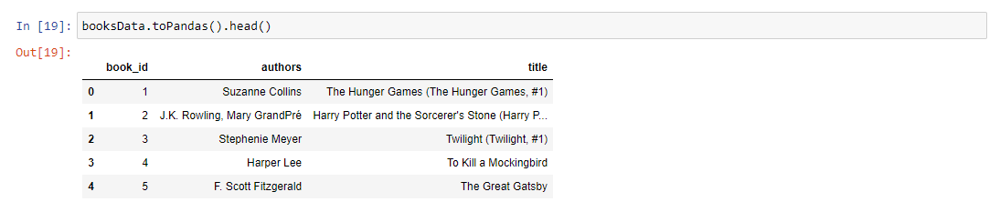 In [19]: booksData.toPandas().head()
Out[19]:
book_id authors title
0 1 Suzanne Collins The Hunger Games (The Hunger Games, #1)
1 2 J.K. Rowling, Mary GrandPré Harry Potter and the Sorcerer's Stone (Harry P...
2 3 Stephenie Meyer Twilight (Twilight, #1)
3 4 Harper Lee To Kill a Mockingbird
4 5 F. Scott Fitzgerald The Great Gatsby